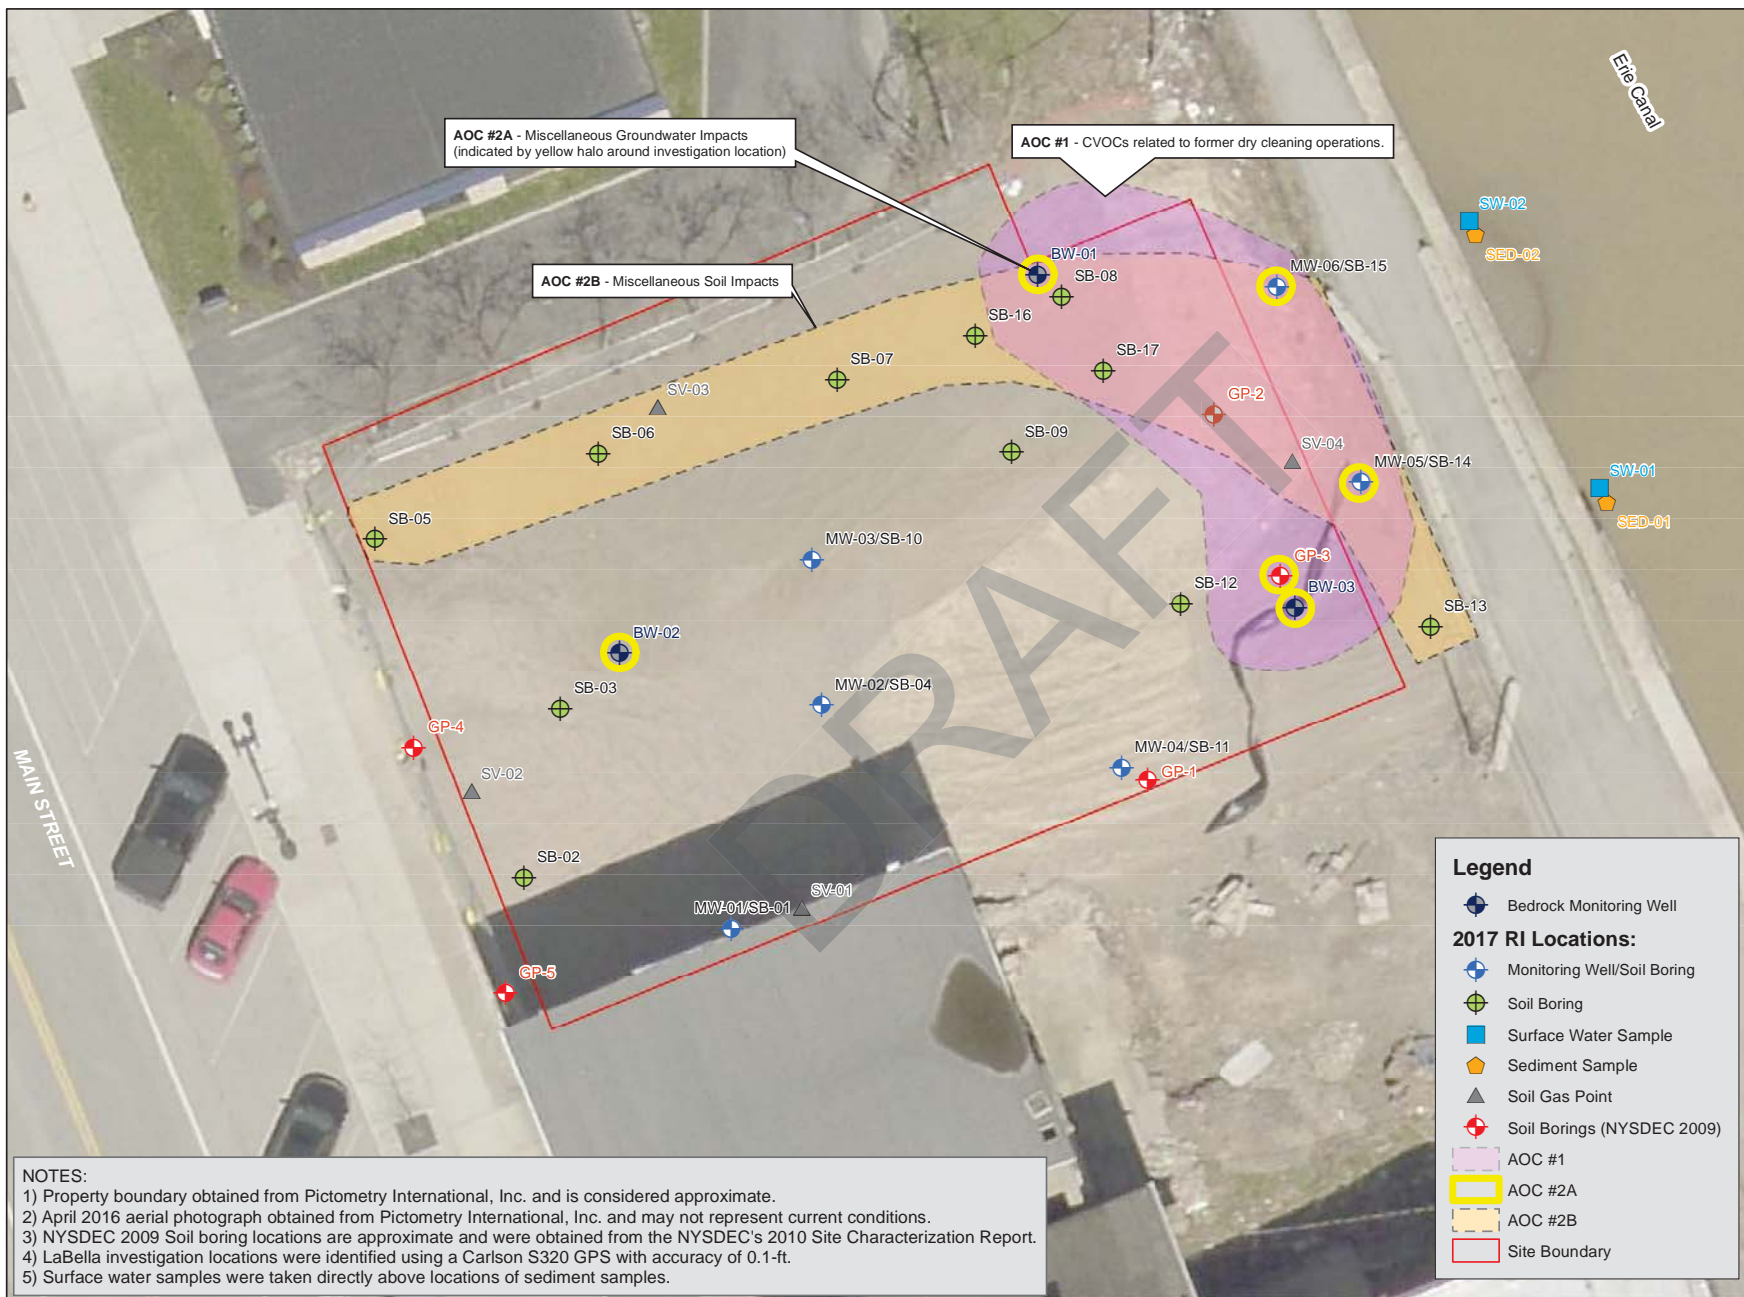 Erie Canal
AOC #2A - Miscellaneous Groundwater Impacts
(indicated by yellow halo around investigation location)
AOC #1 - CVOCs related to former dry cleaning operations.
SW-02
SED-02
BW-01
MW-06/SB-15
SB-08
AOC #2B - Miscellaneous Soil Impacts
SB-16
SB-17
SB-07
SV-03
GP-2
SB-06
SB-09
SV-04
MW-05/SB-14
SW-01
SED-01
SB-05
MW-03/SB-10
GP-3
SB-12
BW-03
SB-13
BW-02
SB-03
MW-02/SB-04
GP-4
MW-04/SB-11
GP-1
SV-02
MAIN STREET
SB-02
SV-01
MW-01/SB-01
GP-5
DRAFT
Legend
Bedrock Monitoring Well
2017 RI Locations:
Monitoring Well/Soil Boring
Soil Boring
Surface Water Sample
Sediment Sample
Soil Gas Point
Soil Borings (NYSDEC 2009)
AOC #1
AOC #2A
AOC #2B
Site Boundary
NOTES:
1) Property boundary obtained from Pictometry International, Inc. and is considered approximate.
2) April 2016 aerial photograph obtained from Pictometry International, Inc. and may not represent current conditions.
3) NYSDEC 2009 Soil boring locations are approximate and were obtained from the NYSDEC's 2010 Site Characterization Report.
4) LaBella investigation locations were identified using a Carlson S320 GPS with accuracy of 0.1-ft.
5) Surface water samples were taken directly above locations of sediment samples.